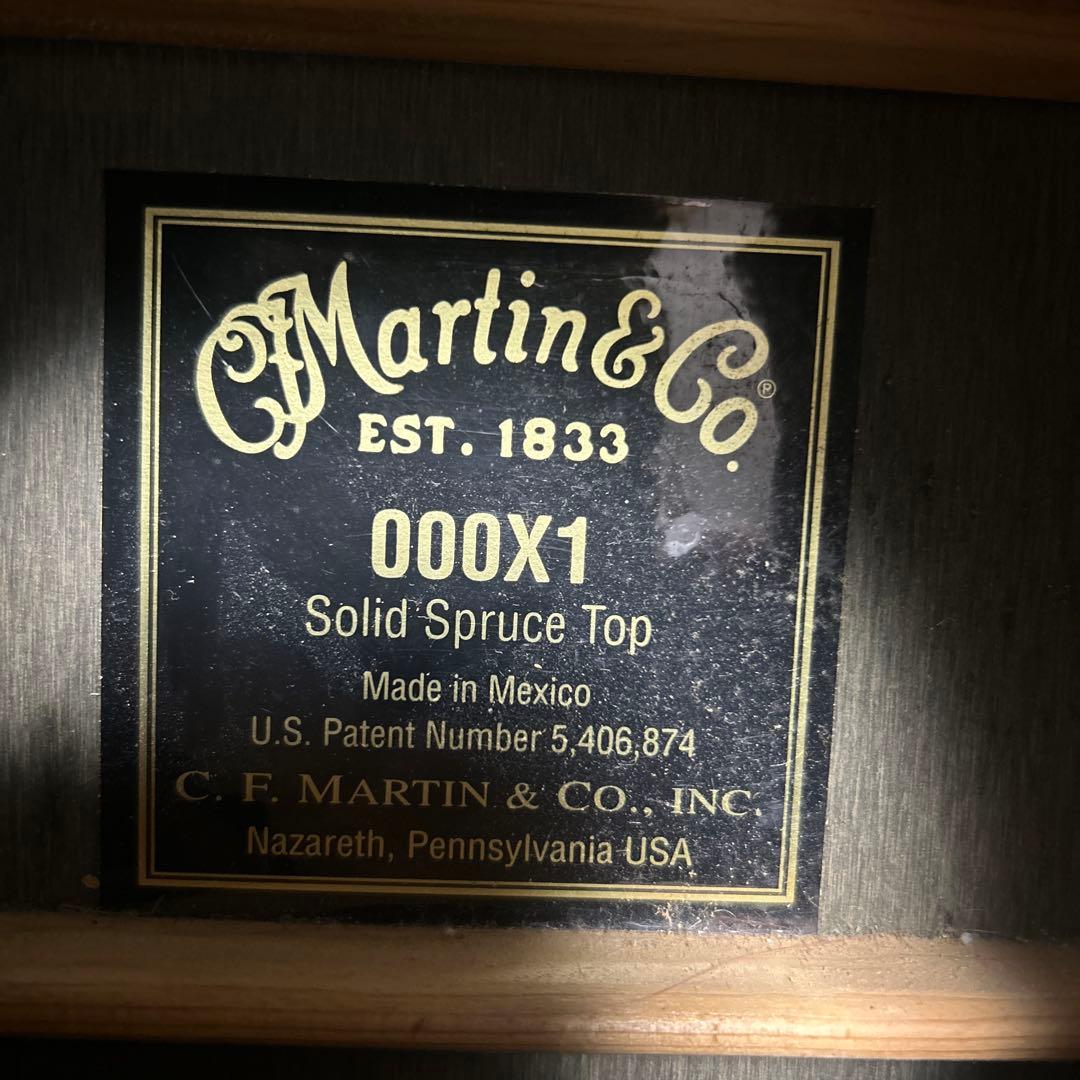 CFMartin & Co.®
EST. 1833
000X1
Solid Spruce Top
Made in Mexico
U.S. Patent Number 5,406,874
C. F. MARTIN & CO., INC.
Nazareth, Pennsylvania USA